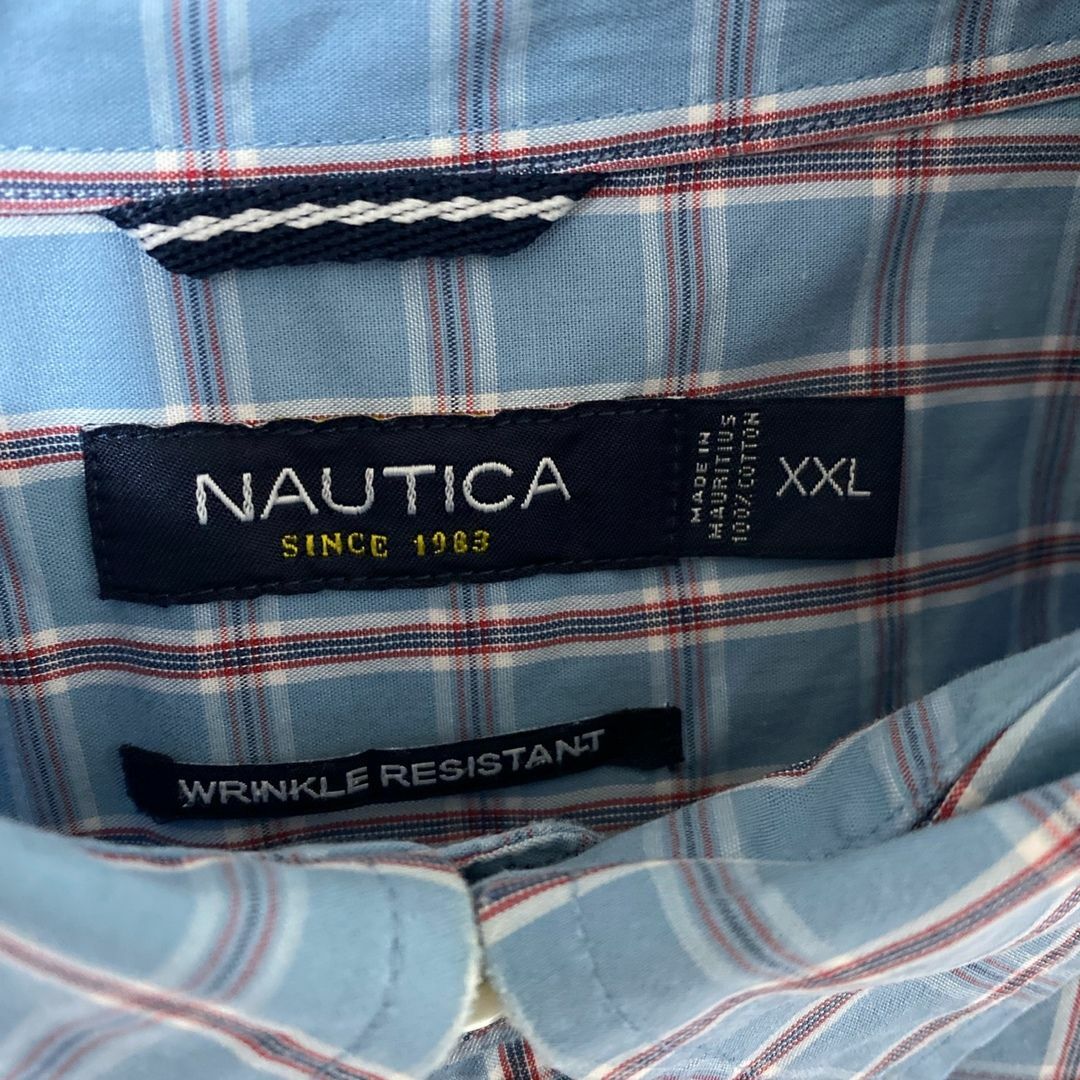 NAUTICA
SINCE 1983
MADE IN
MAURITIUS
100% COTTON
XXL
WRINKLE RESISTANT